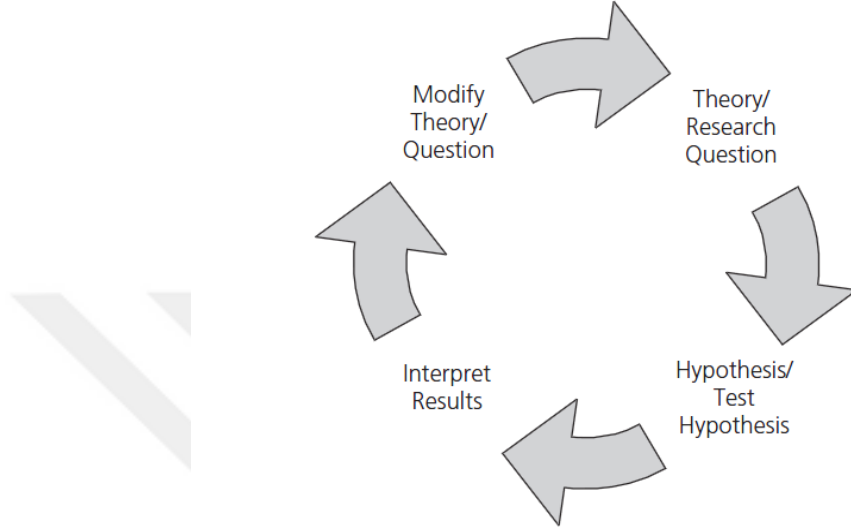 Modify
Theory/
Question
Theory/
Research
Question
Hypothesis/
Test
Hypothesis
Interpret
Results